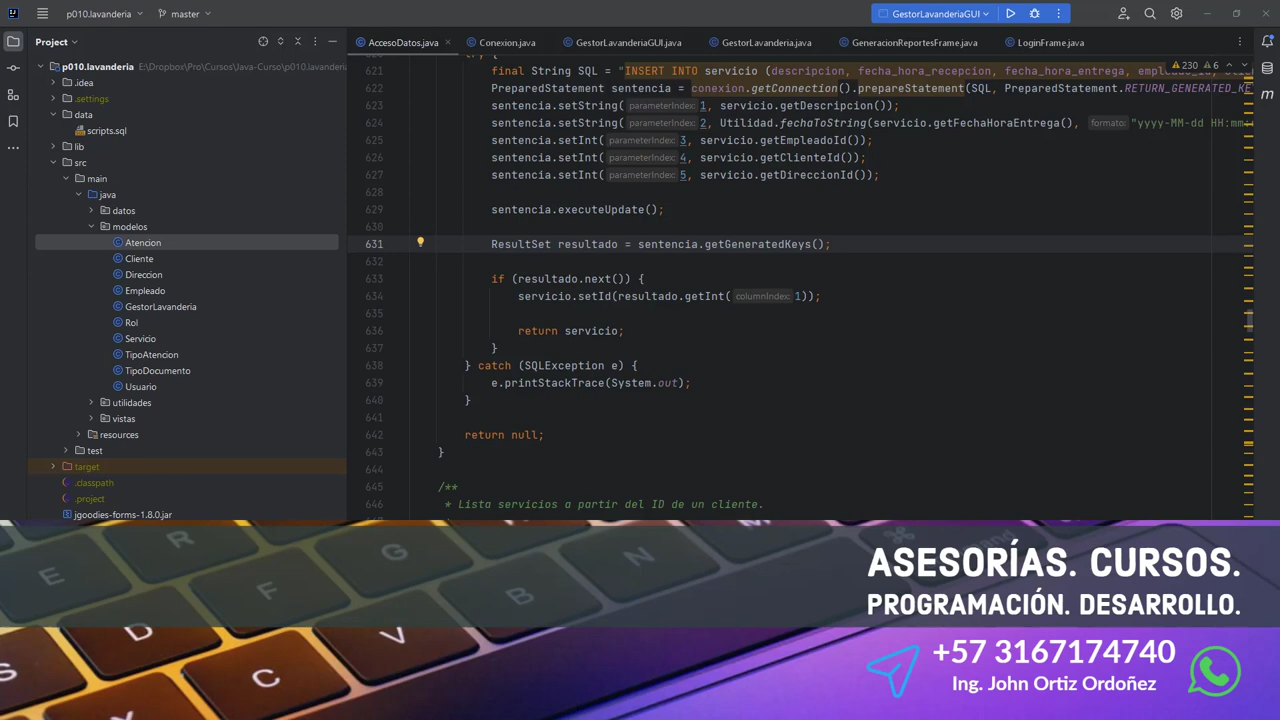 p010.lavanderia
master
GestorLavanderiaGUI
Project
AccesoDatos.java
Conexion.java
GestorLavanderiaGUI.java
GestorLavanderia.java
GeneracionReportesFrame.java
LoginFrame.java
230
6
p010.lavanderia E:\Dropbox\Pro\Cursos\Java-Curso\p010.lavanderia
.idea
.settings
data
scripts.sql
lib
src
main
java
datos
modelos
Atencion
Cliente
Direccion
Empleado
GestorLavanderia
Rol
Servicio
TipoAtencion
TipoDocumento
Usuario
utilidades
vistas
resources
test
target
.classpath
.project
jgoodies-forms-1.8.0.jar
621 final String SQL = "INSERT INTO servicio (descripcion, fecha_hora_recepcion, fecha_hora_entrega, empleado_id,
622 PreparedStatement sentencia = conexion.getConnection().prepareStatement(SQL, PreparedStatement.RETURN_GENERATED_KE
623 sentencia.setString( parameterIndex: 1, servicio.getDescripcion());
624 sentencia.setString( parameterIndex: 2, Utilidad.fechaToString(servicio.getFechaHoraEntrega(), formato: "yyyy-MM-dd HH:mm:
625 sentencia.setInt( parameterIndex: 3, servicio.getEmpleadoId());
626 sentencia.setInt( parameterIndex: 4, servicio.getClienteId());
627 sentencia.setInt( parameterIndex: 5, servicio.getDireccionId());
628
629 sentencia.executeUpdate();
630
631 ResultSet resultado = sentencia.getGeneratedKeys();
632
633 if (resultado.next()) {
634 servicio.setId(resultado.getInt( columnIndex: 1));
635
636 return servicio;
637 }
638 } catch (SQLException e) {
639 e.printStackTrace(System.out);
640 }
641
642 return null;
643 }
644
645 /**
646 * Lista servicios a partir del ID de un cliente.
ASESORÍAS. CURSOS.
PROGRAMACIÓN. DESARROLLO.
+57 3167174740
Ing. John Ortiz Ordoñez